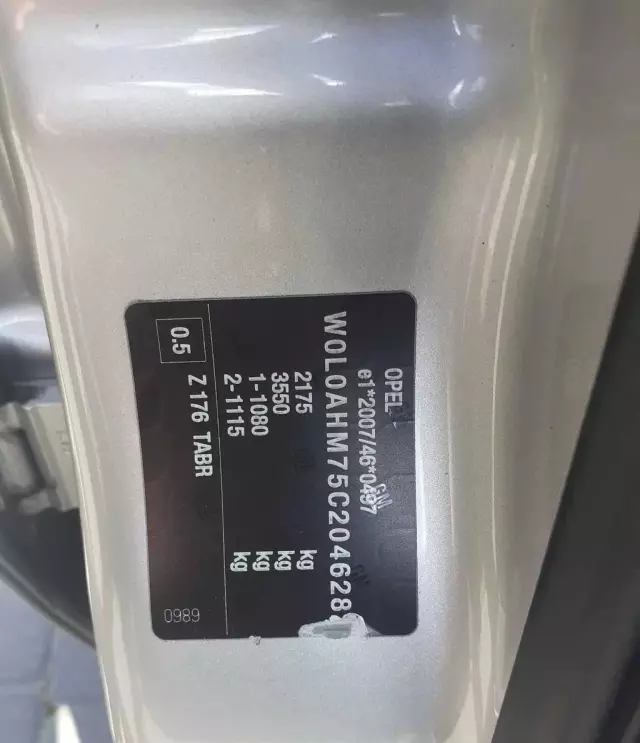 OPEL
e1*2007/46*0497
W0L0AHM75C204628
2175 kg
3550 kg
1-1080 kg
2-1115 kg
0.5 Z 176 TABR
0989